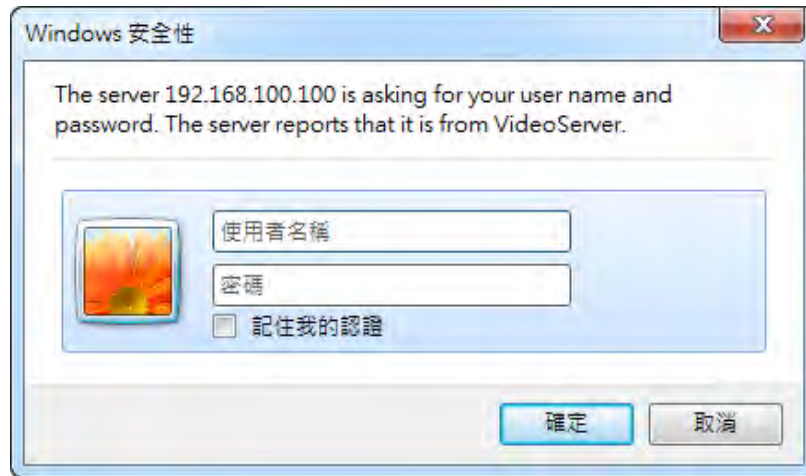 Windows 安全性
The server 192.168.100.100 is asking for your user name and
password. The server reports that it is from VideoServer.
使用者名稱
密碼
記住我的認證
確定
取消